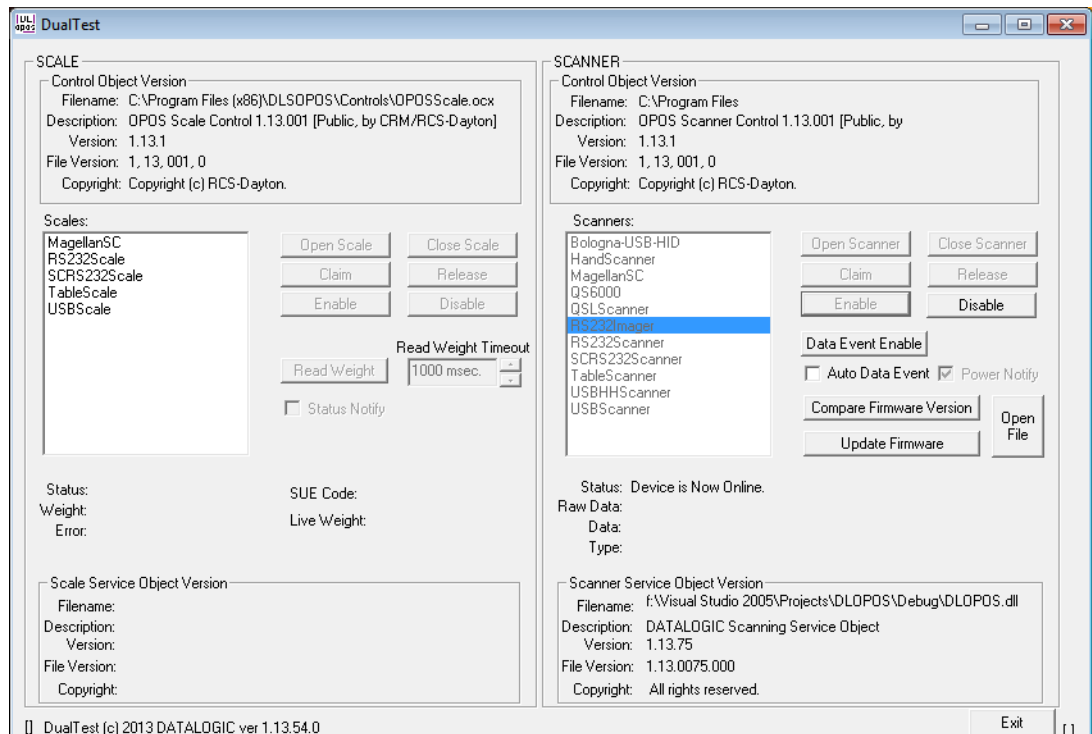 UL
opos
DualTest
SCALE
Control Object Version
Filename: C:\Program Files (x86)\DLSOPOS\Controls\OPOSScale.ocx
Description: OPOS Scale Control 1.13.001 [Public, by CRM/RCS-Dayton]
Version: 1.13.1
File Version: 1, 13, 001, 0
Copyright: Copyright (c) RCS-Dayton.
Scales:
MagellanSC
RS232Scale
SCRS232Scale
TableScale
USBScale
Open Scale
Close Scale
Claim
Release
Enable
Disable
Read Weight Timeout
Read Weight
1000 msec.
Status Notify
Status:
Weight:
Error:
SUE Code:
Live Weight:
Scale Service Object Version
Filename:
Description:
Version:
File Version:
Copyright:
SCANNER
Control Object Version
Filename: C:\Program Files
Description: OPOS Scanner Control 1.13.001 [Public, by
Version: 1.13.1
File Version: 1, 13, 001, 0
Copyright: Copyright (c) RCS-Dayton.
Scanners:
Bologna-USB-HID
HandScanner
MagellanSC
QS6000
QSLScanner
RS232Imager
RS232Scanner
SCRS232Scanner
TableScanner
USBHHScanner
USBScanner
Open Scanner
Close Scanner
Claim
Release
Enable
Disable
Data Event Enable
Auto Data Event
Power Notify
Compare Firmware Version
Open
File
Update Firmware
Status: Device is Now Online.
Raw Data:
Data:
Type:
Scanner Service Object Version
Filename: f:\Visual Studio 2005\Projects\DLOPOS\Debug\DLOPOS.dll
Description: DATALOGIC Scanning Service Object
Version: 1.13.75
File Version: 1.13.0075.000
Copyright: All rights reserved.
[] DualTest (c) 2013 DATALOGIC ver 1.13.54.0
Exit
[ ]